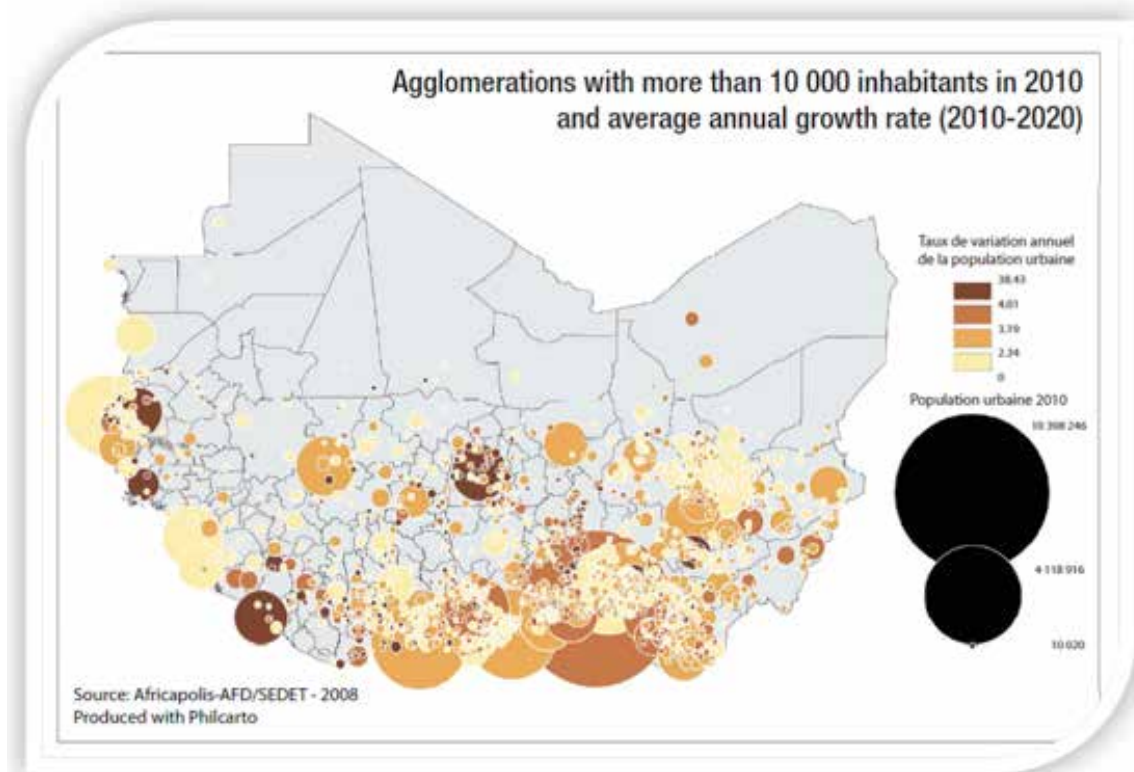 Agglomerations with more than 10 000 inhabitants in 2010
and average annual growth rate (2010-2020)
Taux de variation annuel
de la population urbaine
38.43
4.01
3.19
2.34
0
Population urbaine 2010
10 398 246
4 118 916
10 020
Source: Africapolis-AFD/SEDET - 2008
Produced with Philcarto